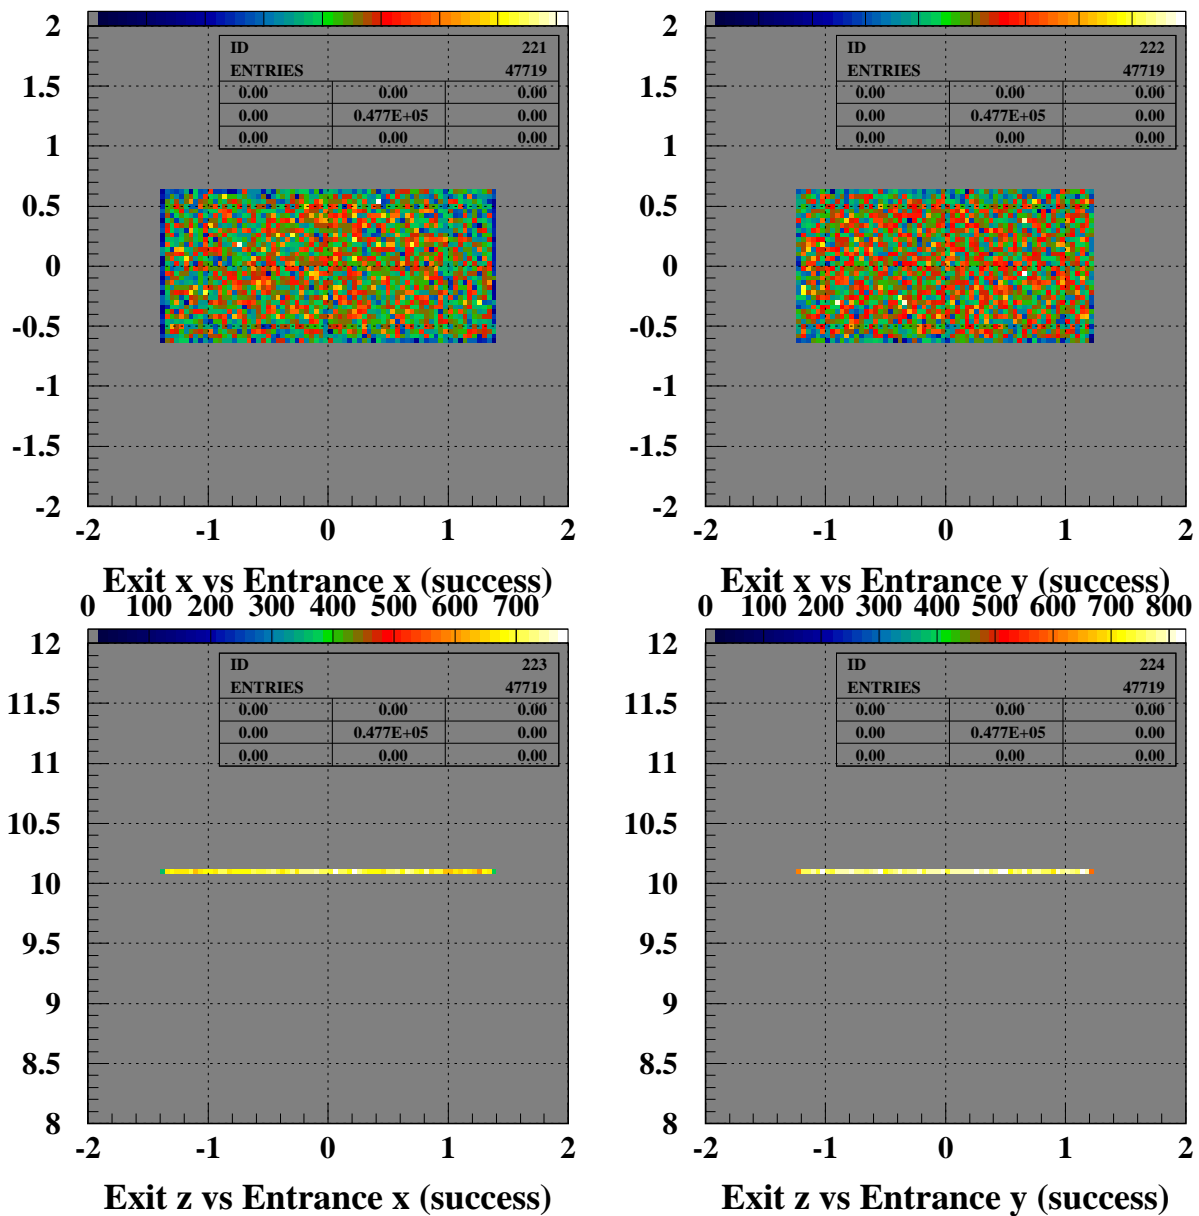 2
1.5
1
0.5
0
-0.5
-1
-1.5
-2
-2 -1 0 1 2
ID 221
ENTRIES 47719
0.00 0.00 0.00
0.00 0.477E+05 0.00
0.00 0.00 0.00
Exit x vs Entrance x (success)
2
1.5
1
0.5
0
-0.5
-1
-1.5
-2
-2 -1 0 1 2
ID 222
ENTRIES 47719
0.00 0.00 0.00
0.00 0.477E+05 0.00
0.00 0.00 0.00
Exit x vs Entrance y (success)
0 100 200 300 400 500 600 700
12
11.5
11
10.5
10
9.5
9
8.5
8
-2 -1 0 1 2
ID 223
ENTRIES 47719
0.00 0.00 0.00
0.00 0.477E+05 0.00
0.00 0.00 0.00
Exit z vs Entrance x (success)
0 100 200 300 400 500 600 700 800
12
11.5
11
10.5
10
9.5
9
8.5
8
-2 -1 0 1 2
ID 224
ENTRIES 47719
0.00 0.00 0.00
0.00 0.477E+05 0.00
0.00 0.00 0.00
Exit z vs Entrance y (success)